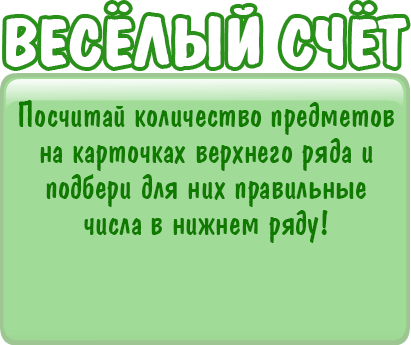 ВЕСЁЛЫЙ СЧЁТ
Посчитай количество предметов
на карточках верхнего ряда и
подбери для них правильные
числа в нижнем ряду!